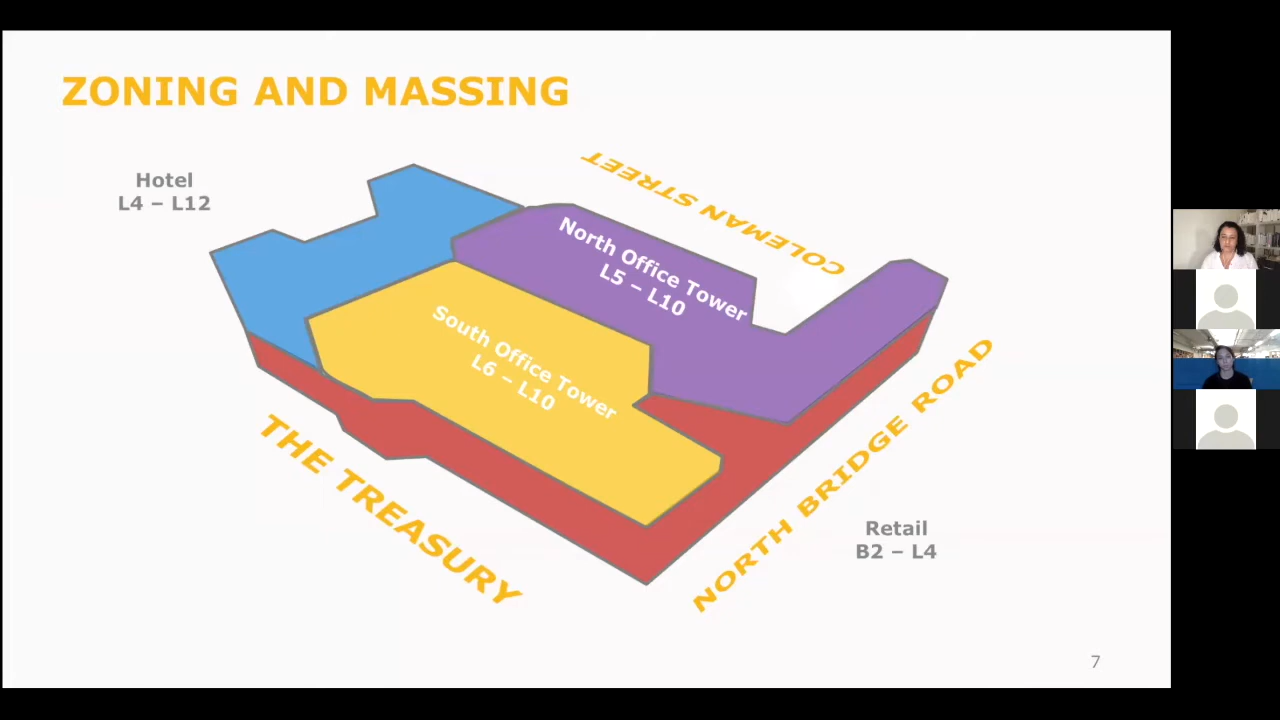 ZONING AND MASSING
Hotel
L4 – L12
COLEMAN STREET
North Office Tower
L5 – L10
South Office Tower
L6 – L10
THE TREASURY
NORTH BRIDGE ROAD
Retail
B2 – L4
7